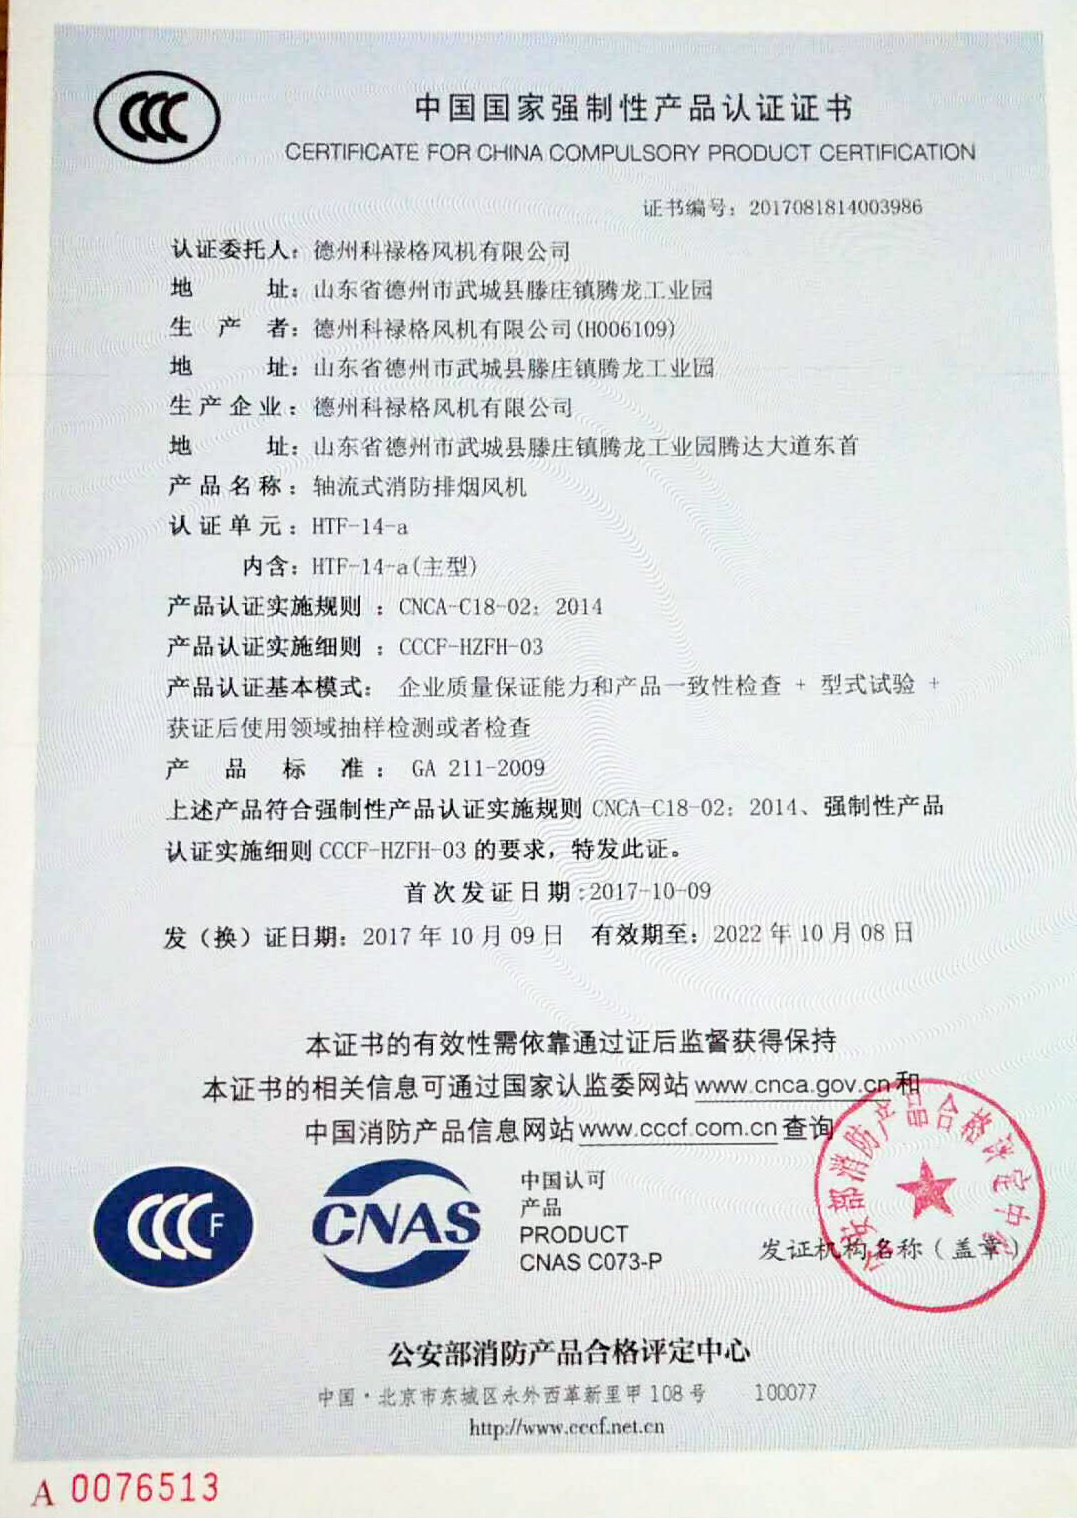 CCC
中国国家强制性产品认证证书
CERTIFICATE FOR CHINA COMPULSORY PRODUCT CERTIFICATION
证书编号：2017081814003986
认证委托人：德州科禄格风机有限公司
地址：山东省德州市武城县滕庄镇腾龙工业园
生产者：德州科禄格风机有限公司(H006109)
地址：山东省德州市武城县滕庄镇腾龙工业园
生产企业：德州科禄格风机有限公司
地址：山东省德州市武城县滕庄镇腾龙工业园腾达大道东首
产品名称：轴流式消防排烟风机
认证单元：HTF-14-a
内含：HTF-14-a(主型)
产品认证实施规则：CNCA-C18-02：2014
产品认证实施细则：CCCF-HZFH-03
产品认证基本模式：企业质量保证能力和产品一致性检查 + 型式试验 +
获证后使用领域抽样检测或者检查
产品标准：GA 211-2009
上述产品符合强制性产品认证实施规则 CNCA-C18-02：2014、强制性产品
认证实施细则 CCCF-HZFH-03 的要求，特发此证。
首次发证日期:2017-10-09
发（换）证日期：2017 年 10 月 09 日 有效期至：2022 年 10 月 08 日
本证书的有效性需依靠通过证后监督获得保持
本证书的相关信息可通过国家认监委网站 www.cnca.gov.cn 和
中国消防产品信息网站 www.cccf.com.cn 查询
公安部消防产品合格评定中心
CCCF
CNAS
中国认可
产品
PRODUCT
CNAS C073-P
发证机构名称（盖章）
公安部消防产品合格评定中心
中国·北京市东城区永外西革新里甲 108 号 100077
http://www.cccf.net.cn
A 0076513